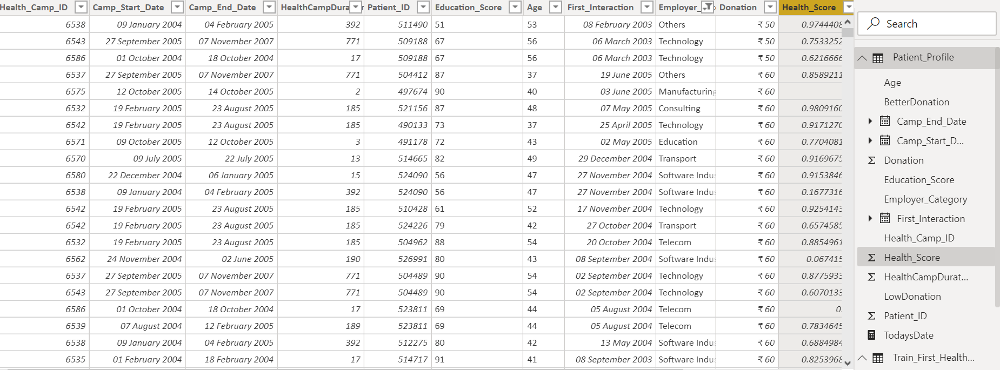 Health_Camp_ID Camp_Start_Date Camp_End_Date HealthCampDura Patient_ID Education_Score Age First_Interaction Employer_ Donation Health_Score
6538 09 January 2004 04 February 2005 392 511490 51 53 08 February 2003 Others ₹ 50 0.9744408
6543 27 September 2005 07 November 2007 771 509188 67 56 06 March 2003 Technology ₹ 50 0.7533252
6586 01 October 2004 18 October 2004 17 509188 67 56 06 March 2003 Technology ₹ 50 0.6216666
6537 27 September 2005 07 November 2007 771 504412 87 37 19 June 2005 Others ₹ 60 0.8589211
6575 12 October 2005 14 October 2005 2 497674 90 40 03 June 2005 Manufacturing ₹ 60
6532 19 February 2005 23 August 2005 185 521156 87 48 07 May 2005 Consulting ₹ 60 0.9809160
6542 19 February 2005 23 August 2005 185 490133 73 37 25 April 2005 Technology ₹ 60 0.9171270
6571 09 October 2005 12 October 2005 3 491178 72 43 02 May 2005 Education ₹ 60 0.7704081
6570 09 July 2005 22 July 2005 13 514665 82 49 29 December 2004 Transport ₹ 60 0.9169675
6580 22 December 2004 06 January 2005 15 524090 56 47 27 November 2004 Software Indu ₹ 60 0.9153846
6538 09 January 2004 04 February 2005 392 524090 56 47 27 November 2004 Software Indu ₹ 60 0.1677316
6542 19 February 2005 23 August 2005 185 510428 61 52 17 November 2004 Technology ₹ 60 0.9254143
6542 19 February 2005 23 August 2005 185 524226 79 42 27 October 2004 Transport ₹ 60 0.6574585
6532 19 February 2005 23 August 2005 185 504962 88 54 20 October 2004 Telecom ₹ 60 0.8854961
6562 24 November 2004 02 June 2005 190 526991 80 43 08 September 2004 Software Indu ₹ 60 0.067415
6537 27 September 2005 07 November 2007 771 504489 90 54 02 September 2004 Technology ₹ 60 0.8775933
6543 27 September 2005 07 November 2007 771 504489 90 54 02 September 2004 Technology ₹ 60 0.6070133
6586 01 October 2004 18 October 2004 17 523811 69 44 05 August 2004 Telecom ₹ 60 0.
6539 07 August 2004 12 February 2005 189 523811 69 44 05 August 2004 Telecom ₹ 60 0.7834645
6538 09 January 2004 04 February 2005 392 512275 80 42 13 May 2004 Software Indu ₹ 60 0.6884984
6535 01 February 2004 18 February 2004 17 514717 91 41 08 September 2003 Software Indu ₹ 60 0.8253968
Search
Patient_Profile
Age
BetterDonation
Camp_End_Date
Camp_Start_D...
Donation
Education_Score
Employer_Category
First_Interaction
Health_Camp_ID
Health_Score
HealthCampDurat...
LowDonation
Patient_ID
TodaysDate
Train_First_Health...